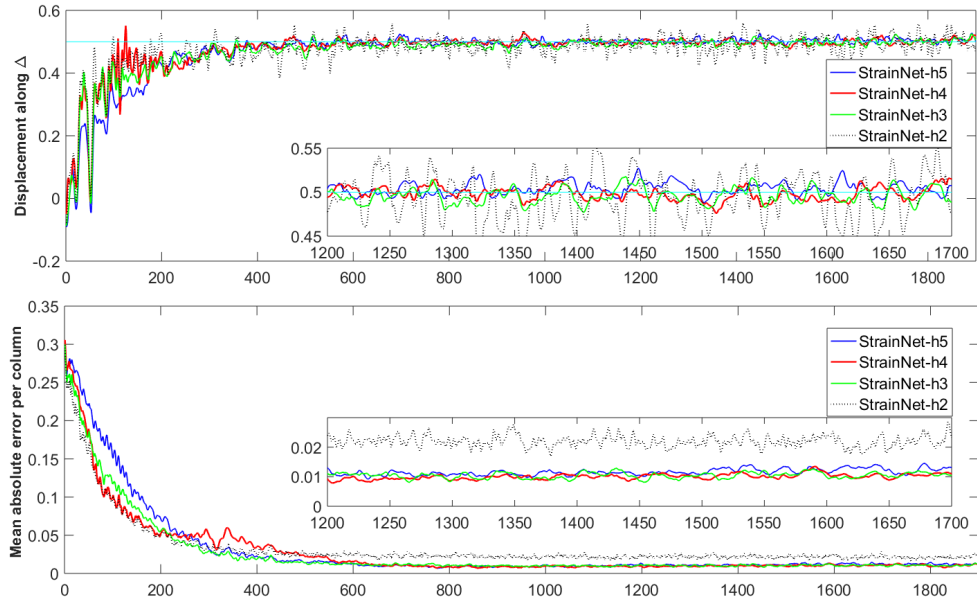 0.6
0.4
0.2
0
-0.2
Displacement along Δ
StrainNet-h5
StrainNet-h4
StrainNet-h3
StrainNet-h2
0.55
0.5
0.45
1200 1250 1300 1350 1400 1450 1500 1550 1600 1650 1700
0 200 400 600 800 1000 1200 1400 1600 1800
0.35
0.3
0.25
0.2
0.15
0.1
0.05
0
Mean absolute error per column
StrainNet-h5
StrainNet-h4
StrainNet-h3
StrainNet-h2
0.02
0.01
0
1200 1250 1300 1350 1400 1450 1500 1550 1600 1650 1700
0 200 400 600 800 1000 1200 1400 1600 1800